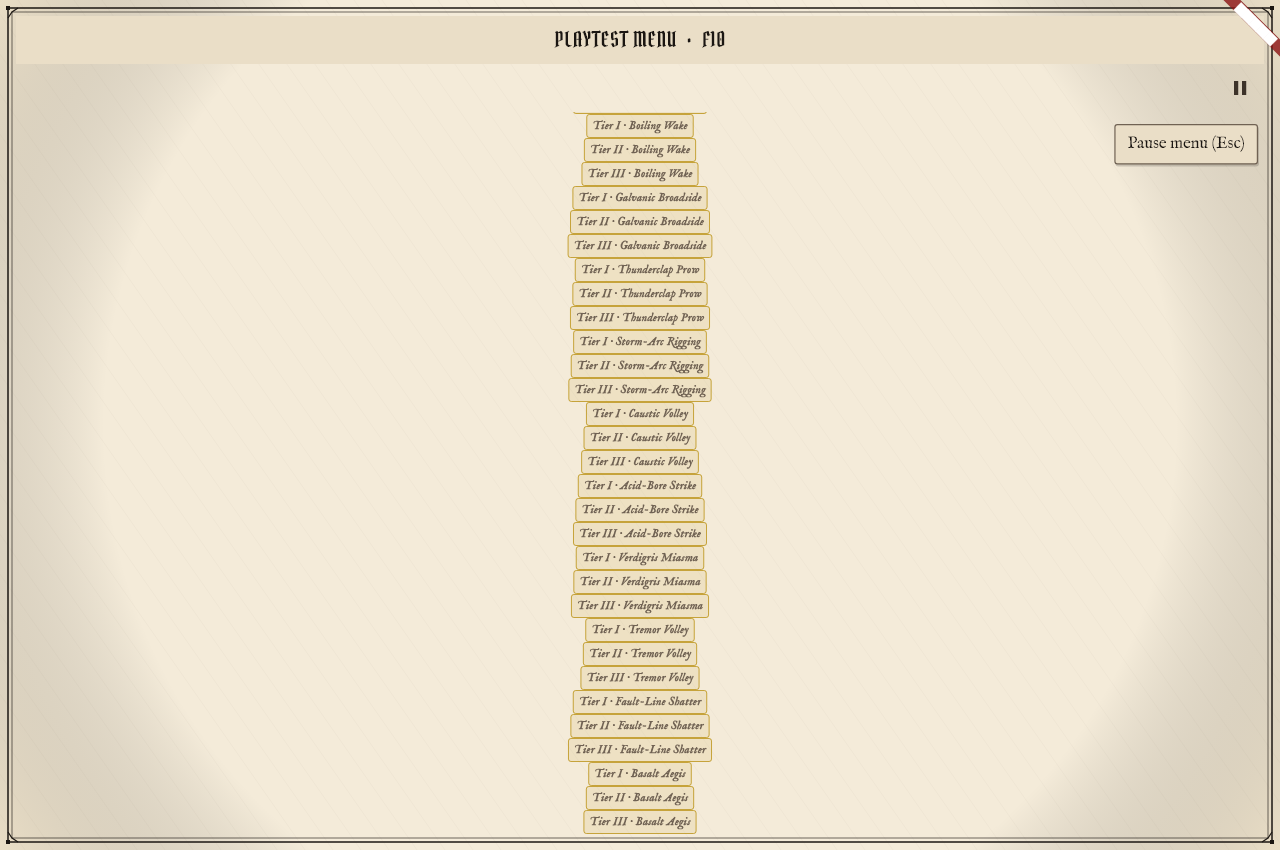 PLAYTEST MENU · F10
Pause menu (Esc)
Tier I · Boiling Wake
Tier II · Boiling Wake
Tier III · Boiling Wake
Tier I · Galvanic Broadside
Tier II · Galvanic Broadside
Tier III · Galvanic Broadside
Tier I · Thunderclap Prow
Tier II · Thunderclap Prow
Tier III · Thunderclap Prow
Tier I · Storm-Arc Rigging
Tier II · Storm-Arc Rigging
Tier III · Storm-Arc Rigging
Tier I · Caustic Volley
Tier II · Caustic Volley
Tier III · Caustic Volley
Tier I · Acid-Bore Strike
Tier II · Acid-Bore Strike
Tier III · Acid-Bore Strike
Tier I · Verdigris Miasma
Tier II · Verdigris Miasma
Tier III · Verdigris Miasma
Tier I · Tremor Volley
Tier II · Tremor Volley
Tier III · Tremor Volley
Tier I · Fault-Line Shatter
Tier II · Fault-Line Shatter
Tier III · Fault-Line Shatter
Tier I · Basalt Aegis
Tier II · Basalt Aegis
Tier III · Basalt Aegis